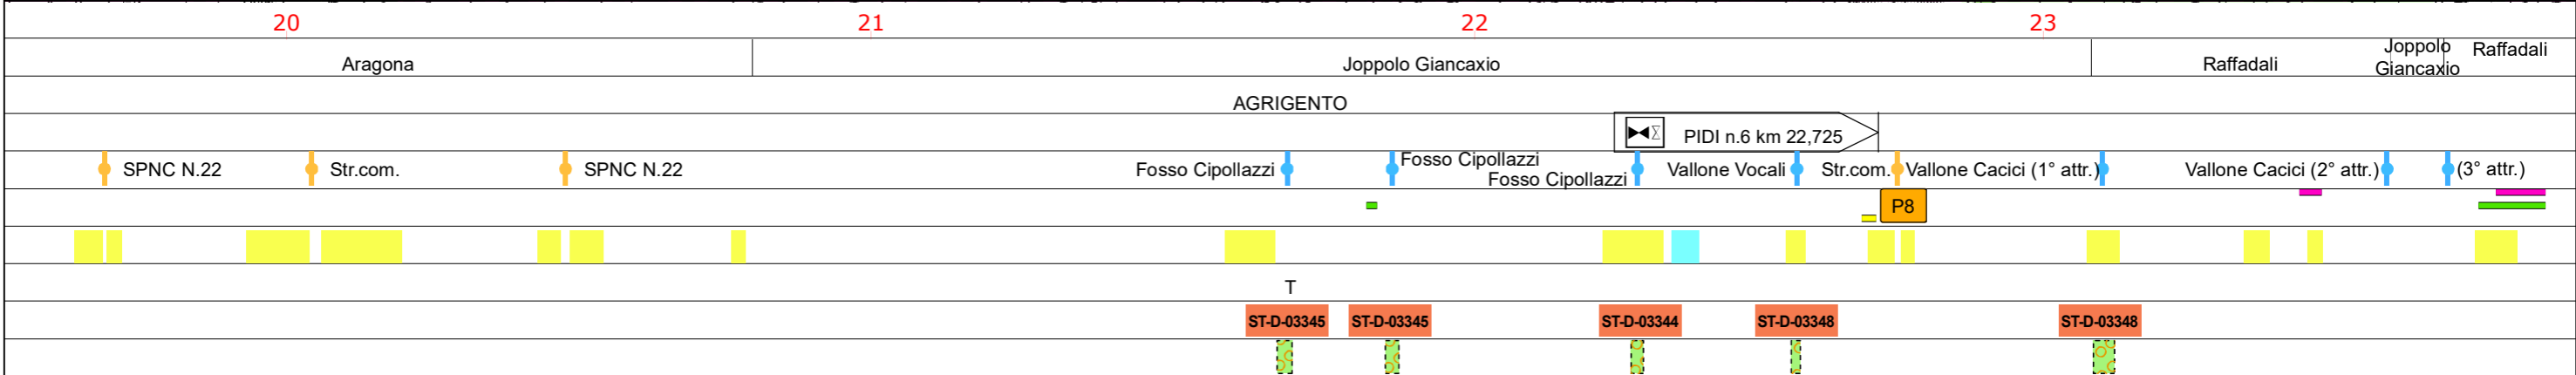 20 21 22 23
Aragona Joppolo Giancaxio Raffadali Joppolo Giancaxio Raffadali
AGRIGENTO
Σ PIDI n.6 km 22,725
SPNC N.22 Str.com. SPNC N.22 Fosso Cipollazzi Fosso Cipollazzi Fosso Cipollazzi Vallone Vocali Str.com. Vallone Cacici (1° attr.) Vallone Cacici (2° attr.) (3° attr.)
P8
T
ST-D-03345 ST-D-03345 ST-D-03344 ST-D-03348 ST-D-03348